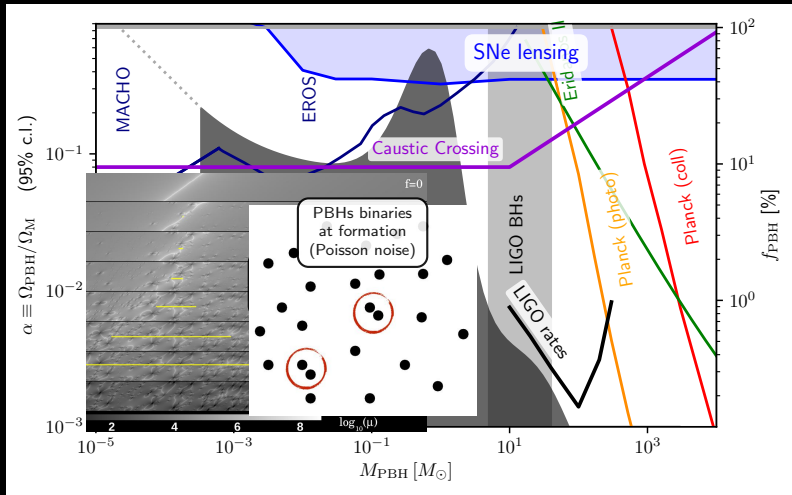 SNe lensing
Erid
MACHO
EROS
Caustic Crossing
f=0
PBHs binaries
at formation
(Poisson noise)
LIGO BHs
LIGO rates
Planck (photo)
Planck (coll)
α ≡ Ω_PBH/Ω_M (95% c.l.)
10^-1
10^-2
10^-3
10^2
10^1
10^0
f_PBH [%]
2 4 6 8 log_10(μ)
10^-5 10^-3 10^-1 10^1 10^3
M_PBH [M_⊙]